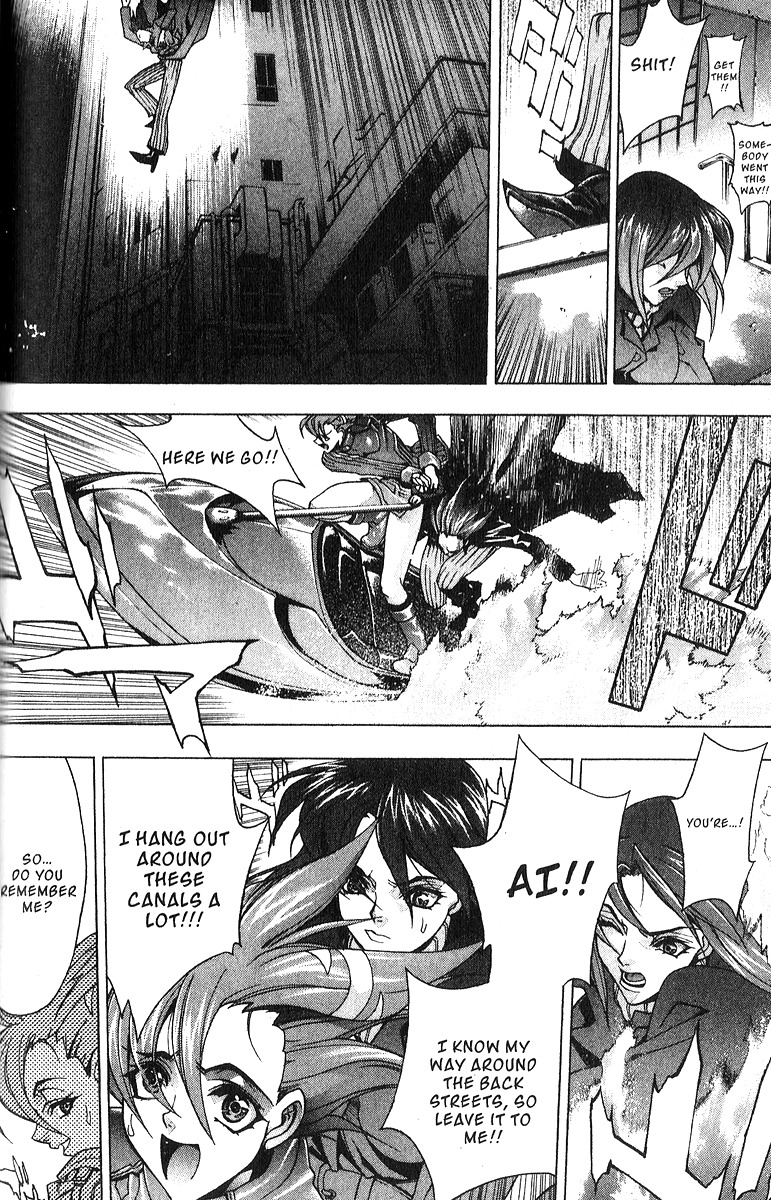 GET
THEM
!!
SHIT!
SOME-
BODY
WENT
THIS
WAY!!
HERE WE GO!!
YOU'RE...!
AI!!
I KNOW MY
WAY AROUND
THE BACK
STREETS, SO
LEAVE IT TO
ME!!
I HANG OUT
AROUND
THESE
CANALS A
LOT!!!
SO...
DO YOU
REMEMBER
ME?